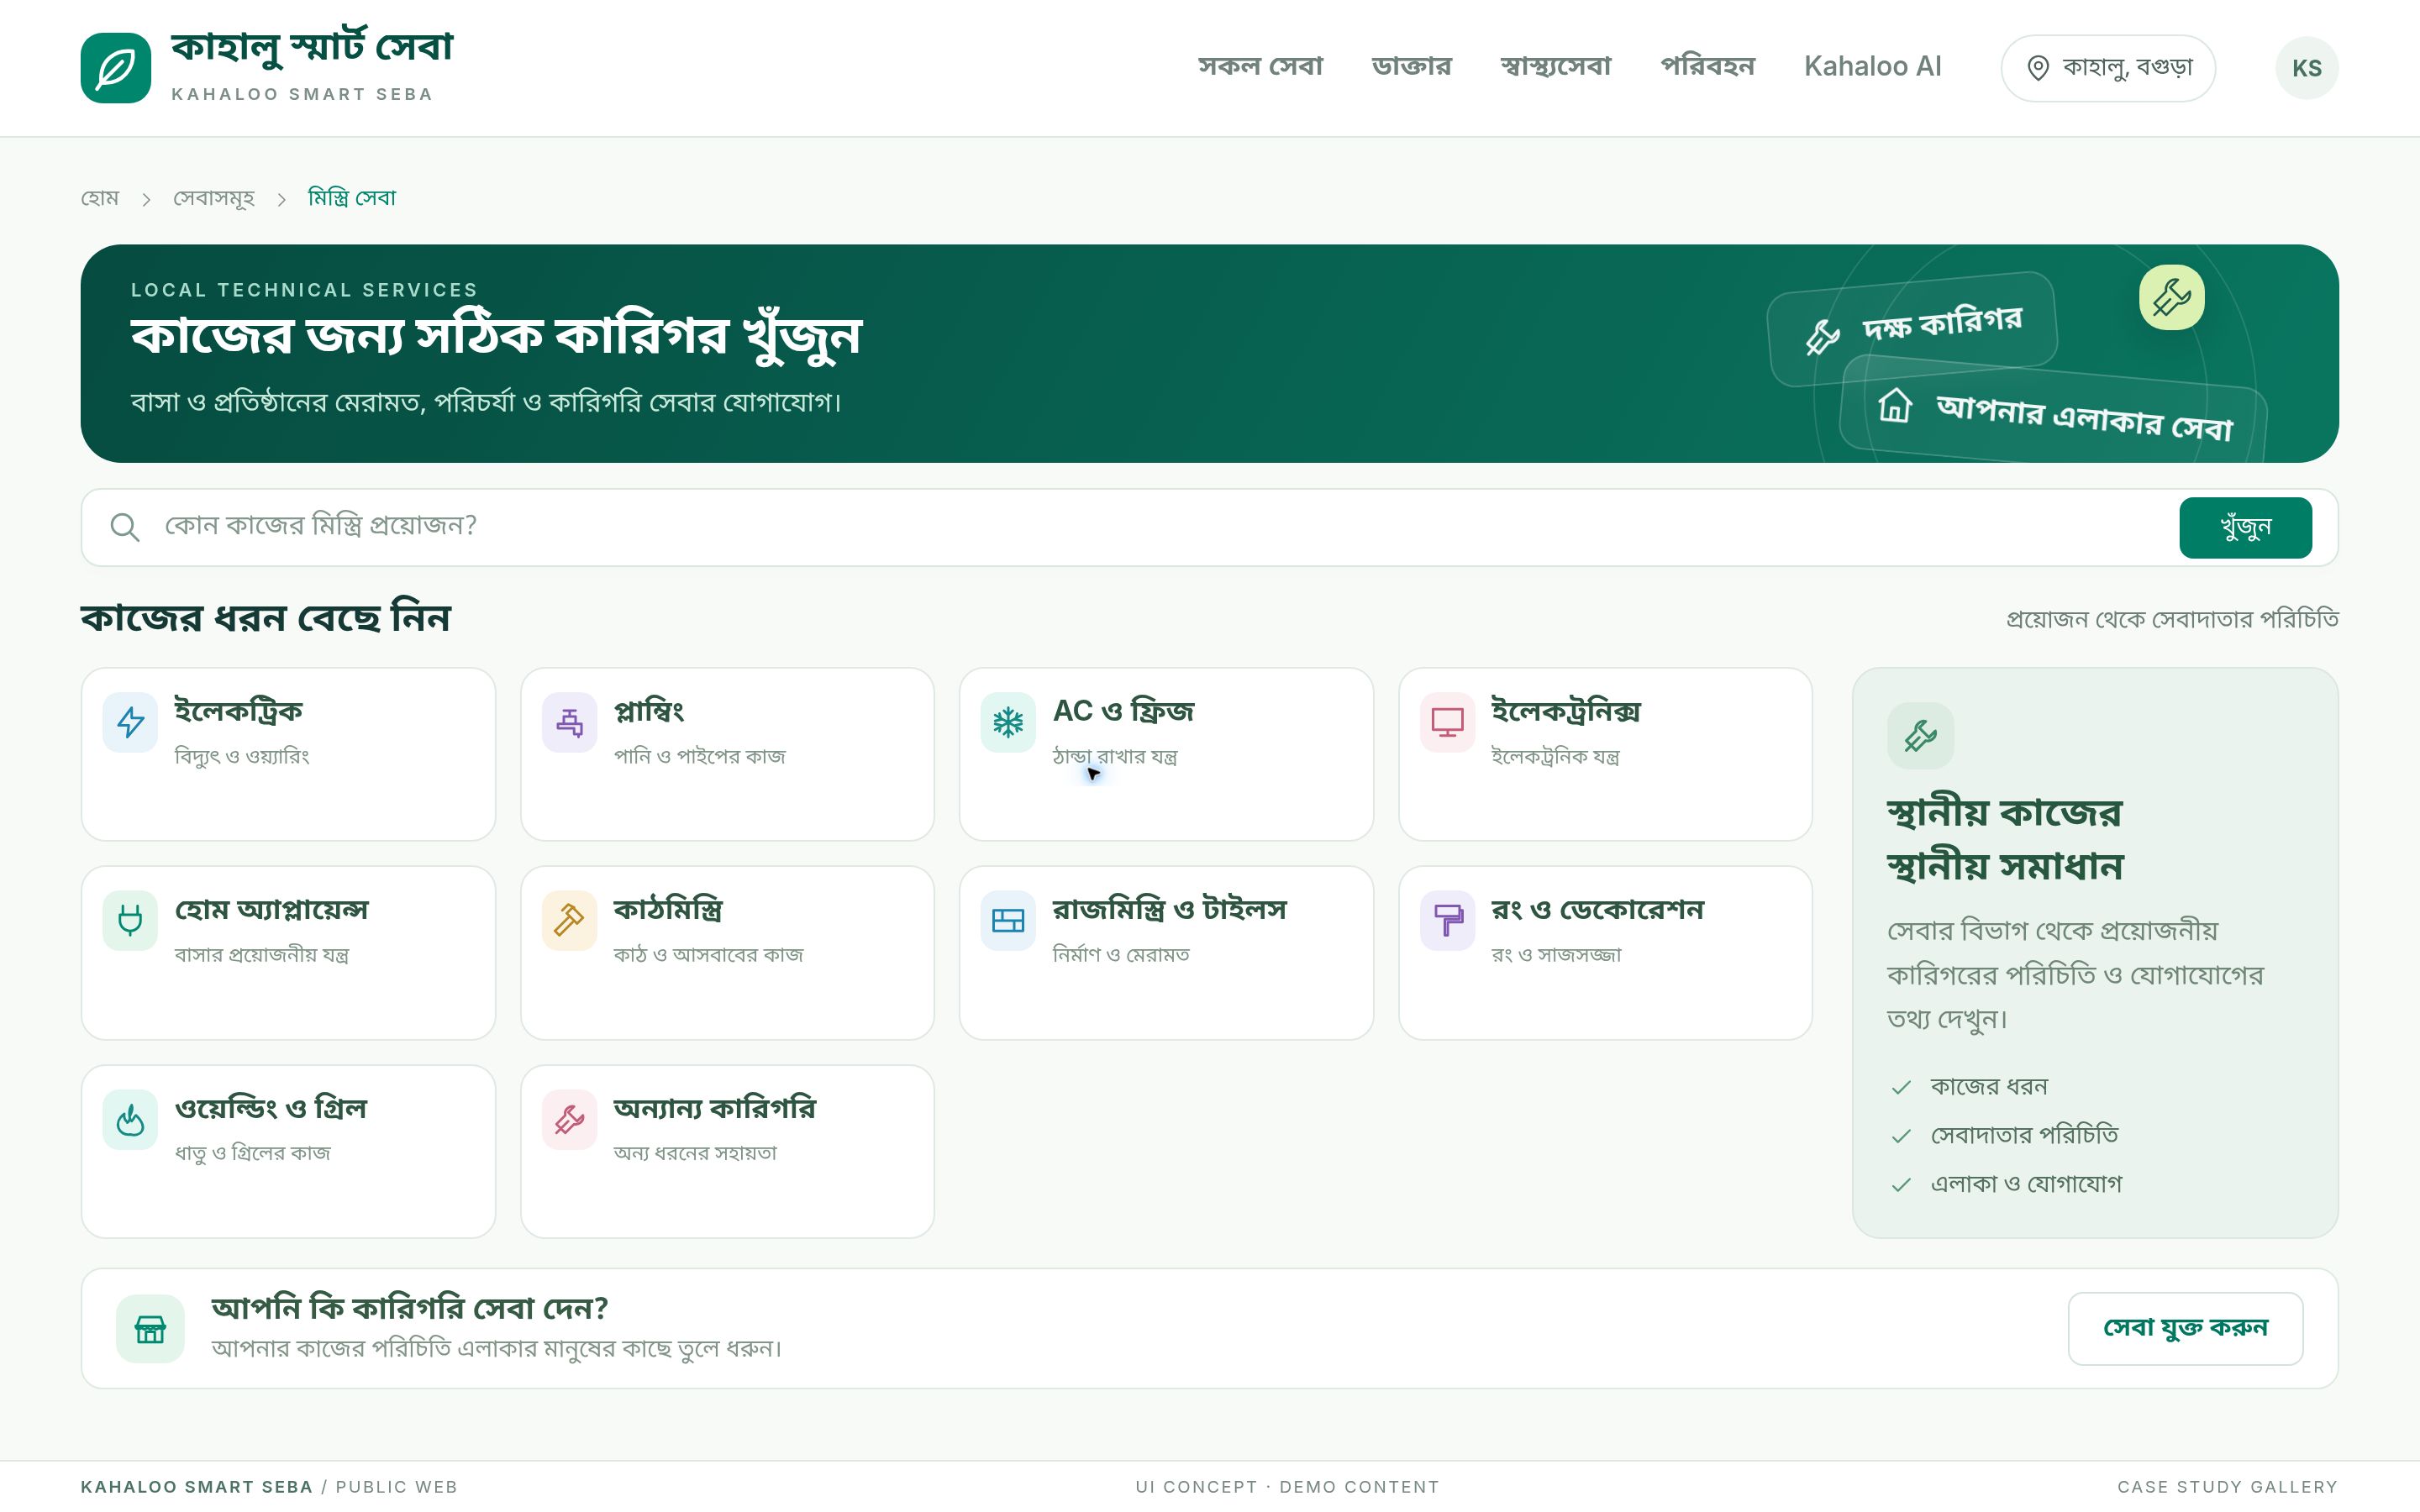 কাহালু স্মার্ট সেবা
KAHALOO SMART SEBA
সকল সেবা
ডাক্তার
স্বাস্থ্যসেবা
পরিবহন
Kahaloo AI
কাহালু, বগুড়া
KS
হোম > সেবাসমূহ > মিস্ত্রি সেবা
LOCAL TECHNICAL SERVICES
কাজের জন্য সঠিক কারিগর খুঁজুন
বাসা ও প্রতিষ্ঠানের মেরামত, পরিচর্যা ও কারিগরি সেবার যোগাযোগ।
দক্ষ কারিগর
আপনার এলাকার সেবা
কোন কাজের মিস্ত্রি প্রয়োজন?
খুঁজুন
কাজের ধরন বেছে নিন
প্রয়োজন থেকে সেবাদাতার পরিচিতি
ইলেকট্রিক
বিদ্যুৎ ও ওয়্যারিং
প্লাম্বিং
পানি ও পাইপের কাজ
AC ও ফ্রিজ
ঠান্ডা রাখার যন্ত্র
ইলেকট্রনিক্স
ইলেকট্রনিক যন্ত্র
হোম অ্যাপ্লায়েন্স
বাসার প্রয়োজনীয় যন্ত্র
কাঠমিস্ত্রি
কাঠ ও আসবাবের কাজ
রাজমিস্ত্রি ও টাইলস
নির্মাণ ও মেরামত
রং ও ডেকোরেশন
রং ও সাজসজ্জা
ওয়েল্ডিং ও গ্রিল
ধাতু ও গ্রিলের কাজ
অন্যান্য কারিগরি
অন্য ধরনের সহায়তা
স্থানীয় কাজের
স্থানীয় সমাধান
সেবার বিভাগ থেকে প্রয়োজনীয়
কারিগরের পরিচিতি ও যোগাযোগের
তথ্য দেখুন।
কাজের ধরন
সেবাদাতার পরিচিতি
এলাকা ও যোগাযোগ
আপনি কি কারিগরি সেবা দেন?
আপনার কাজের পরিচিতি এলাকার মানুষের কাছে তুলে ধরুন।
সেবা যুক্ত করুন
KAHALOO SMART SEBA / PUBLIC WEB
UI CONCEPT · DEMO CONTENT
CASE STUDY GALLERY